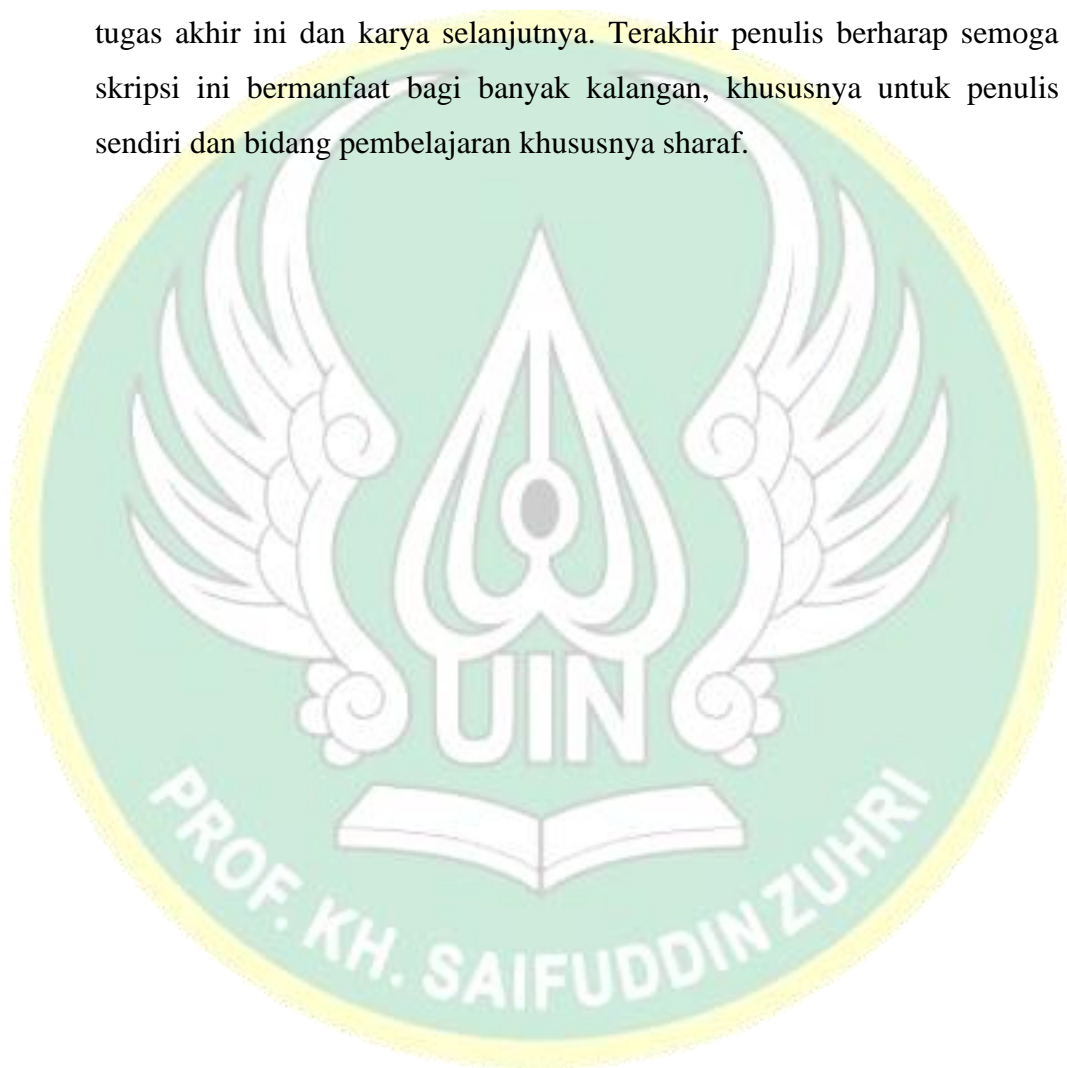 tugas akhir ini dan karya selanjutnya. Terakhir penulis berharap semoga
skripsi ini bermanfaat bagi banyak kalangan, khususnya untuk penulis
sendiri dan bidang pembelajaran khususnya sharaf.
UIN
PROF. KH. SAIFUDDIN ZUHRI